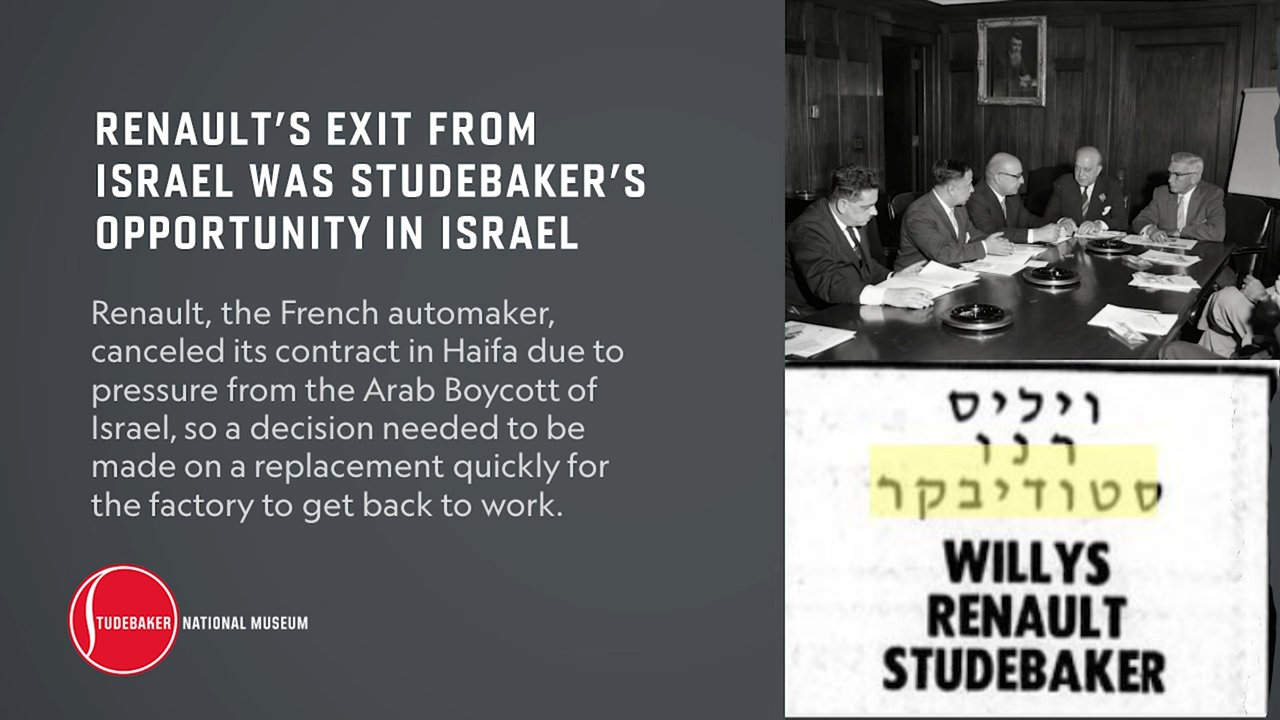 RENAULT’S EXIT FROM
ISRAEL WAS STUDEBAKER’S
OPPORTUNITY IN ISRAEL
Renault, the French automaker,
canceled its contract in Haifa due to
pressure from the Arab Boycott of
Israel, so a decision needed to be
made on a replacement quickly for
the factory to get back to work.
STUDEBAKER NATIONAL MUSEUM
ויליס
רנו
סטודיבקר
WILLYS
RENAULT
STUDEBAKER